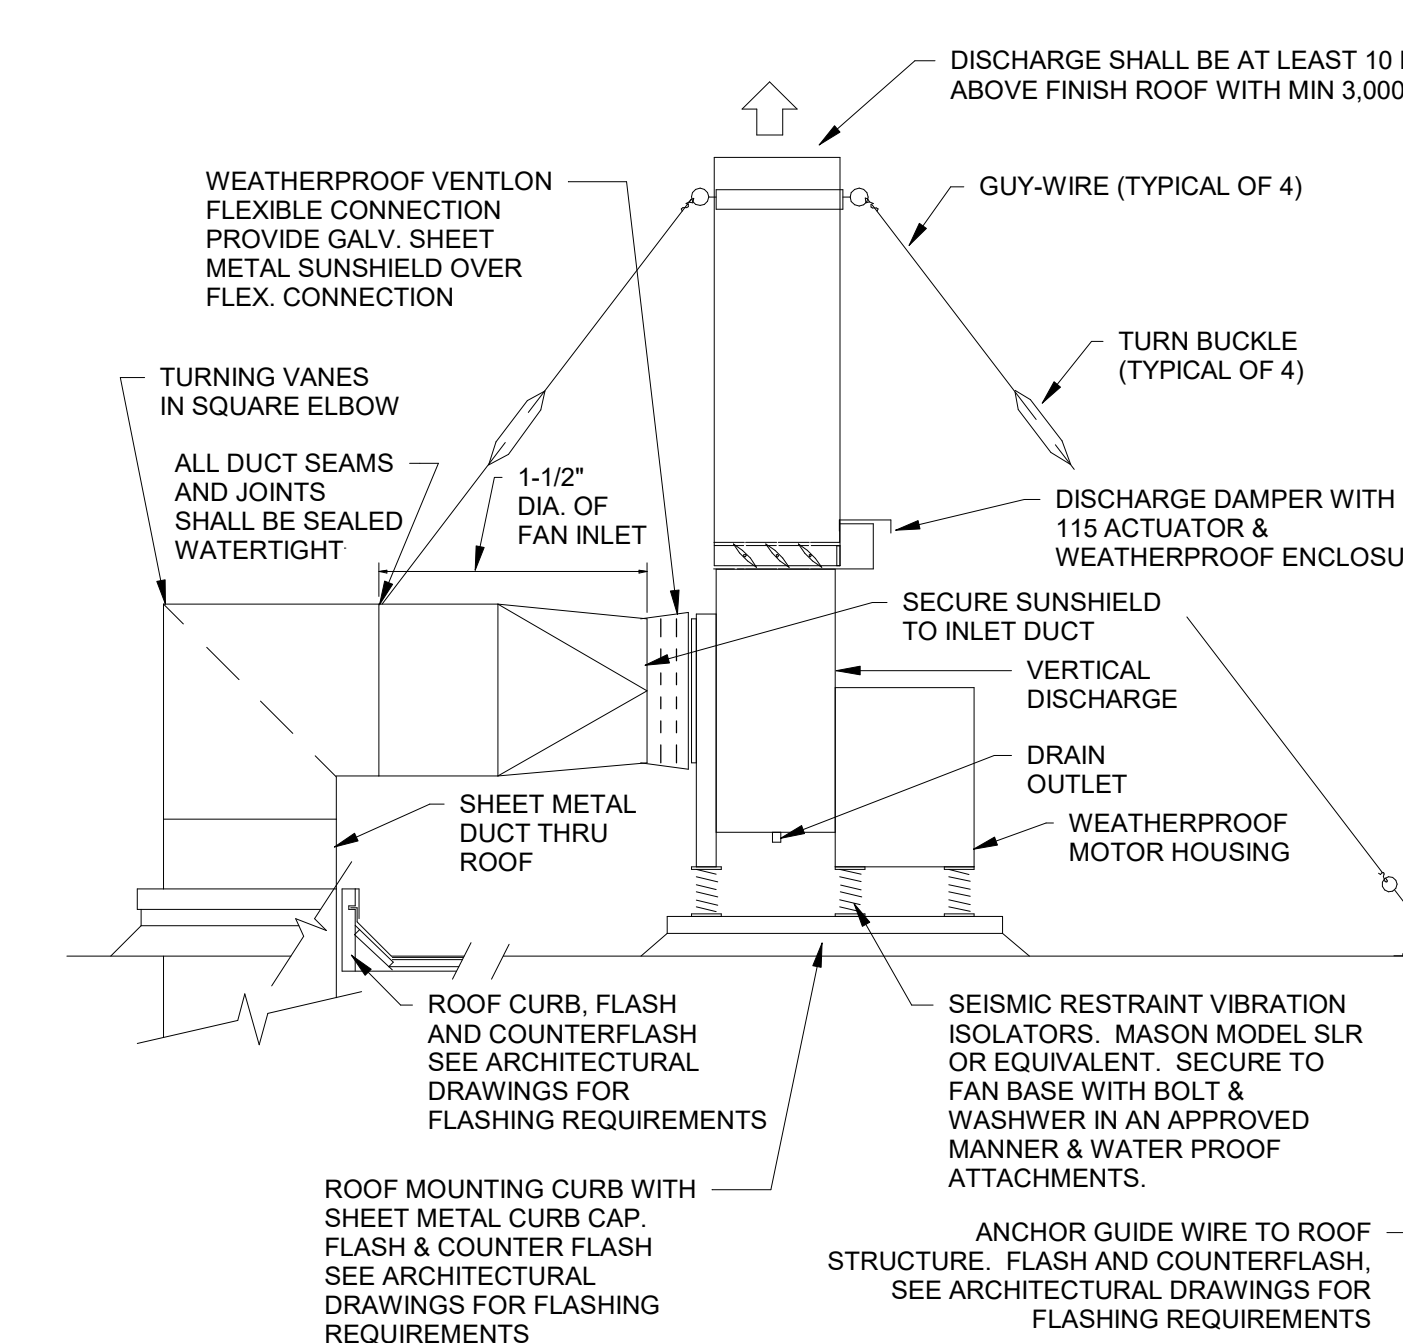 DISCHARGE SHALL BE AT LEAST 10
ABOVE FINISH ROOF WITH MIN 3,000
WEATHERPROOF VENTLON
FLEXIBLE CONNECTION
PROVIDE GALV. SHEET
METAL SUNSHIELD OVER
FLEX. CONNECTION
GUY-WIRE (TYPICAL OF 4)
TURN BUCKLE
(TYPICAL OF 4)
TURNING VANES
IN SQUARE ELBOW
ALL DUCT SEAMS
AND JOINTS
SHALL BE SEALED
WATERTIGHT
1-1/2"
DIA. OF
FAN INLET
DISCHARGE DAMPER WITH
115 ACTUATOR &
WEATHERPROOF ENCLOSU
SECURE SUNSHIELD
TO INLET DUCT
VERTICAL
DISCHARGE
DRAIN
OUTLET
SHEET METAL
DUCT THRU
ROOF
WEATHERPROOF
MOTOR HOUSING
ROOF CURB, FLASH
AND COUNTERFLASH
SEE ARCHITECTURAL
DRAWINGS FOR
FLASHING REQUIREMENTS
SEISMIC RESTRAINT VIBRATION
ISOLATORS.  MASON MODEL SLR
OR EQUIVALENT.  SECURE TO
FAN BASE WITH BOLT &
WASHWER IN AN APPROVED
MANNER & WATER PROOF
ATTACHMENTS.
ROOF MOUNTING CURB WITH
SHEET METAL CURB CAP.
FLASH & COUNTER FLASH
SEE ARCHITECTURAL
DRAWINGS FOR FLASHING
REQUIREMENTS
ANCHOR GUIDE WIRE TO ROOF
STRUCTURE.  FLASH AND COUNTERFLASH,
SEE ARCHITECTURAL DRAWINGS FOR
FLASHING REQUIREMENTS